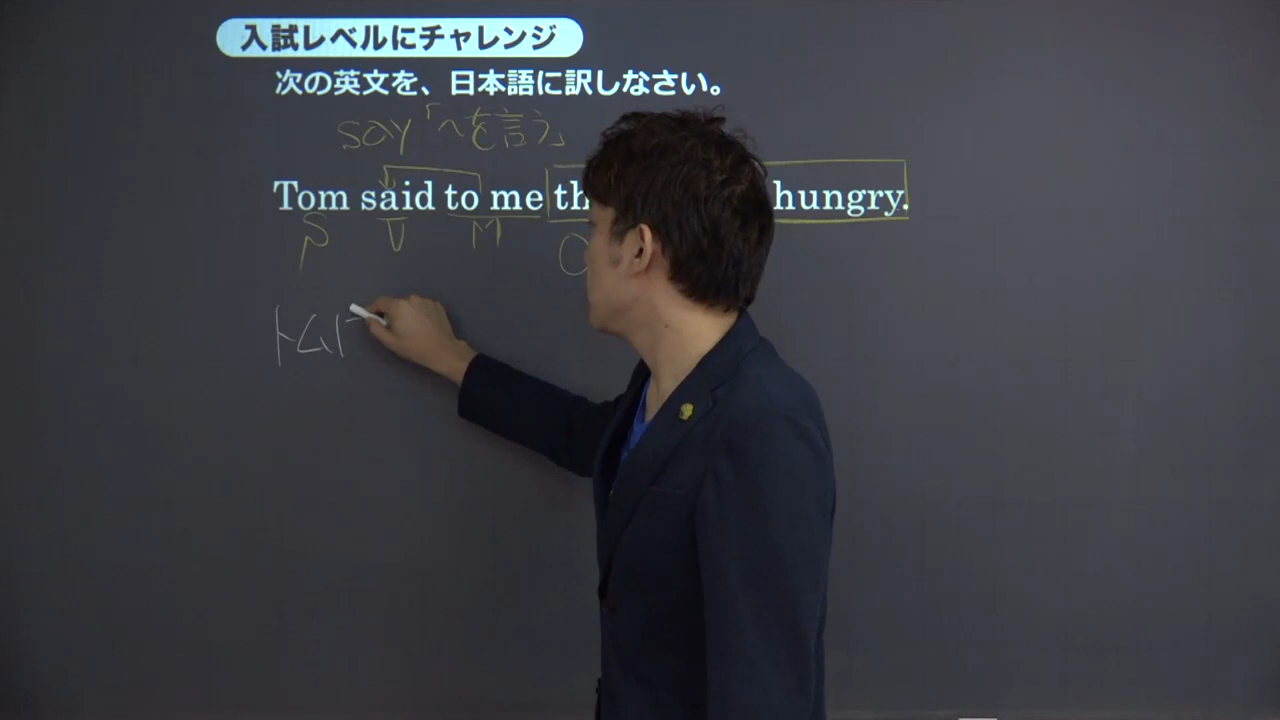 入試レベルにチャレンジ
次の英文を、日本語に訳しなさい。
say「〜を言う」
Tom said to me th hungry.
S V M O
トムは